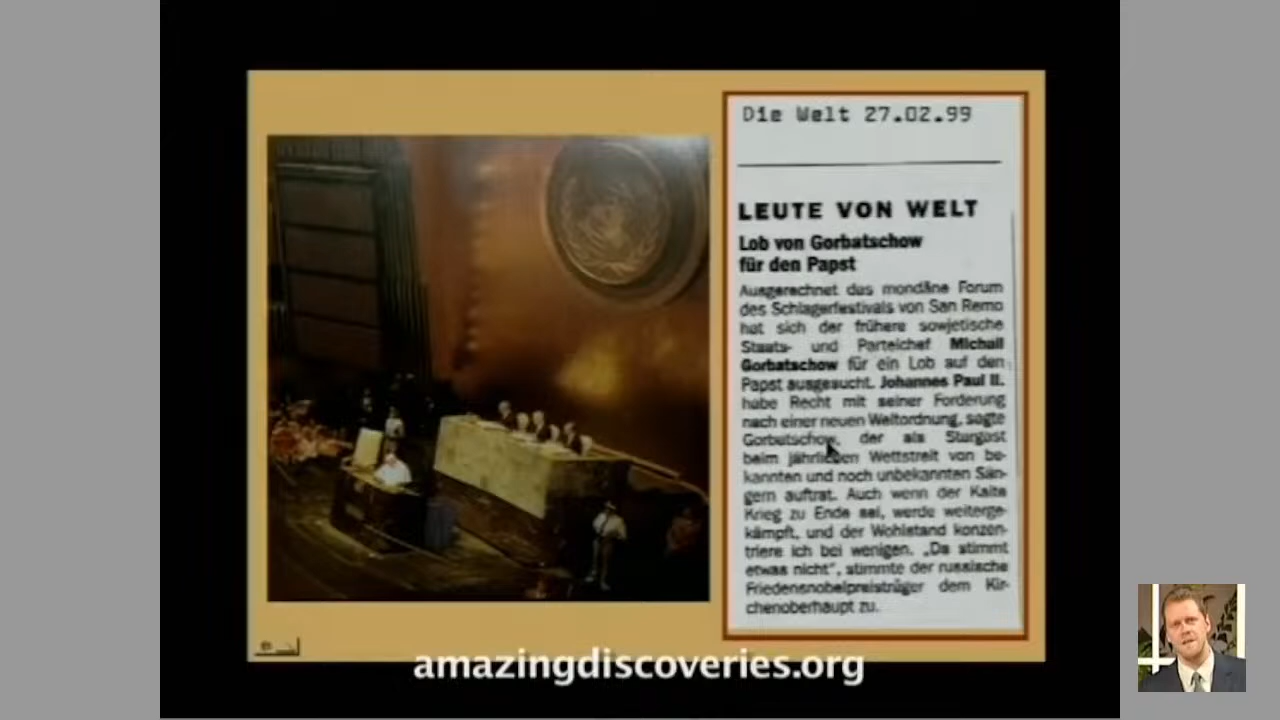 Die Welt 27.02.99
LEUTE VON WELT
Lob von Gorbatschow
für den Papst
Ausgerechnet das mondäne Forum
des Schlagerfestivals von San Remo
hat sich der frühere sowjetische
Staats- und Parteichef Michail
Gorbatschow für ein Lob auf den
Papst ausgesucht. Johannes Paul II.
habe Recht mit seiner Forderung
nach einer neuen Weltordnung, sagte
Gorbatschow, der als Stargast
beim jährlichen Wettstreit von be-
kannten und noch unbekannten Sän-
gern auftrat. Auch wenn der Kalte
Krieg zu Ende sei, werde weiterge-
kämpft, und der Wohlstand konzen-
triere ich bei wenigen. „Da stimmt
etwas nicht“, stimmte der russische
Friedensnobelpreisträger dem Kir-
chenoberhaupt zu.
amazingdiscoveries.org